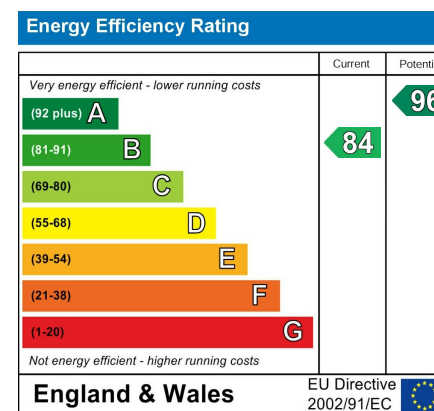 Energy Efficiency Rating
Current Potenti
Very energy efficient - lower running costs
(92 plus) A
96
(81-91) B
84
(69-80) C
(55-68) D
(39-54) E
(21-38) F
(1-20) G
Not energy efficient - higher running costs
England & Wales
EU Directive
2002/91/EC